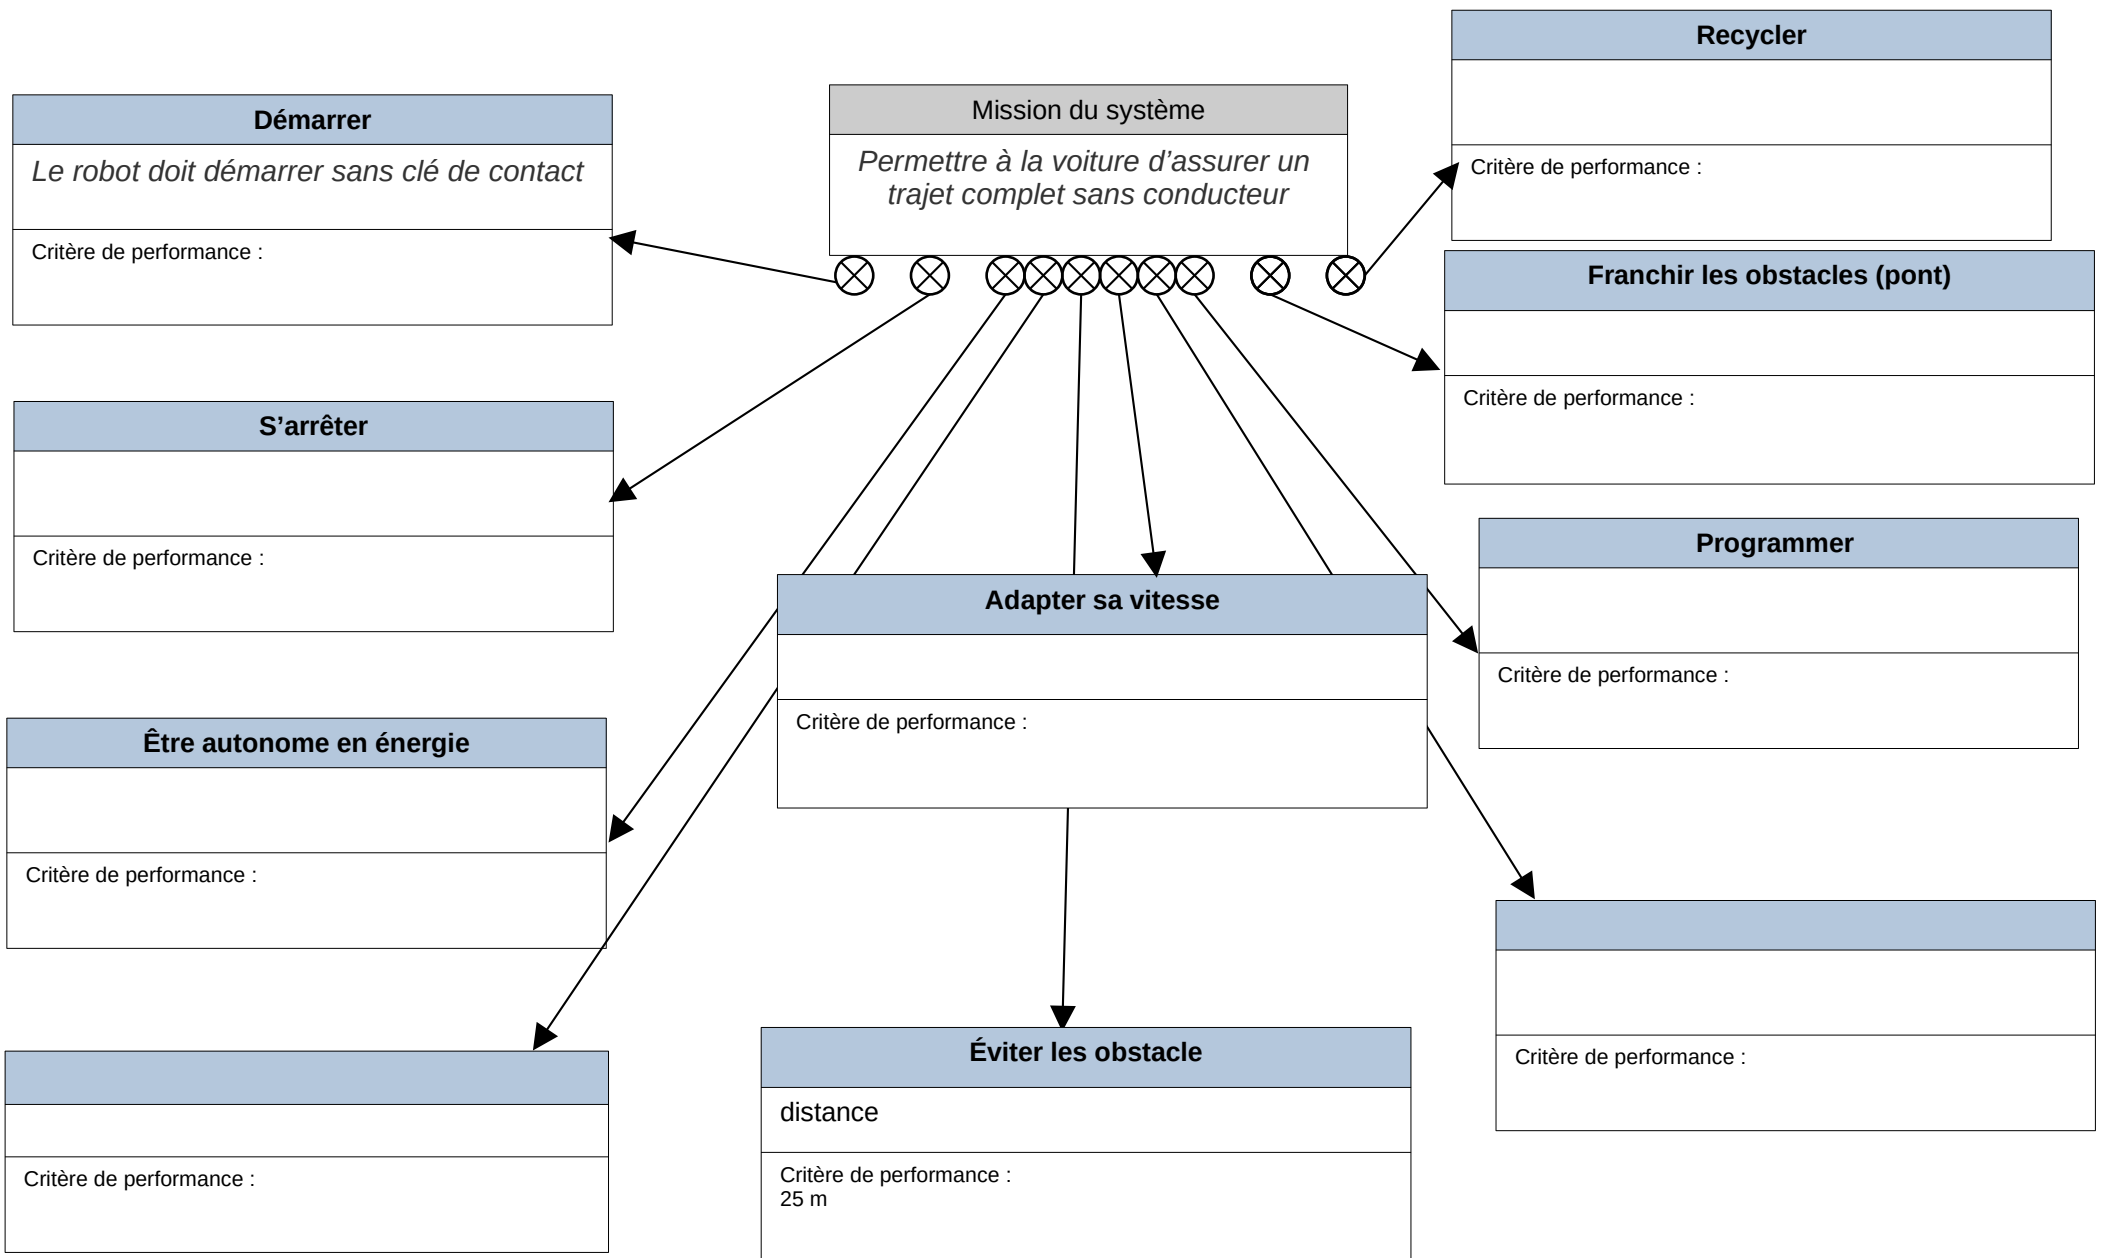 Recycler
Critère de performance :
Démarrer
Le robot doit démarrer sans clé de contact
Critère de performance :
Mission du système
Permettre à la voiture d’assurer un
trajet complet sans conducteur
Franchir les obstacles (pont)
Critère de performance :
S’arrêter
Critère de performance :
Programmer
Critère de performance :
Adapter sa vitesse
Critère de performance :
Être autonome en énergie
Critère de performance :
Critère de performance :
Éviter les obstacle
distance
Critère de performance :
25 m
Critère de performance :